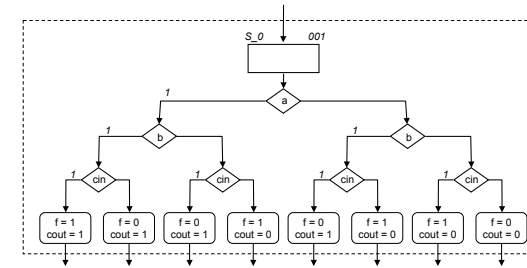 S_0 001
a
1
b
1
b
1
cin
1
cin
1
cin
1
cin
1
f = 1
cout = 1
f = 0
cout = 1
f = 0
cout = 1
f = 1
cout = 0
f = 0
cout = 1
f = 1
cout = 0
f = 1
cout = 0
f = 0
cout = 0